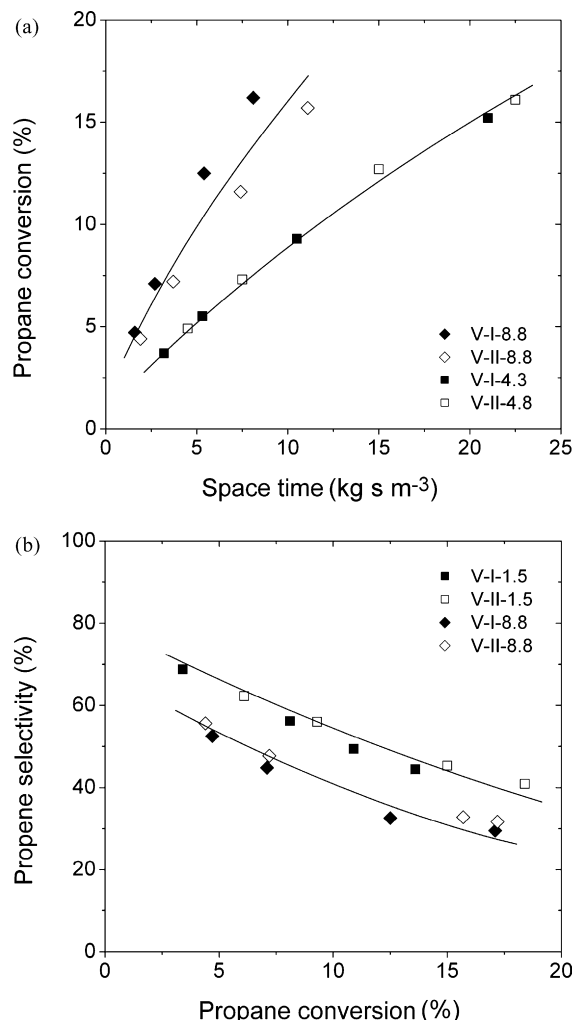 (a)
20
15
10
5
0
Propane conversion (%)
V-I-8.8
V-II-8.8
V-I-4.3
V-II-4.8
0 5 10 15 20 25
Space time (kg s m-3)
(b)
100
80
60
40
20
0
Propene selectivity (%)
V-I-1.5
V-II-1.5
V-I-8.8
V-II-8.8
0 5 10 15 20
Propane conversion (%)